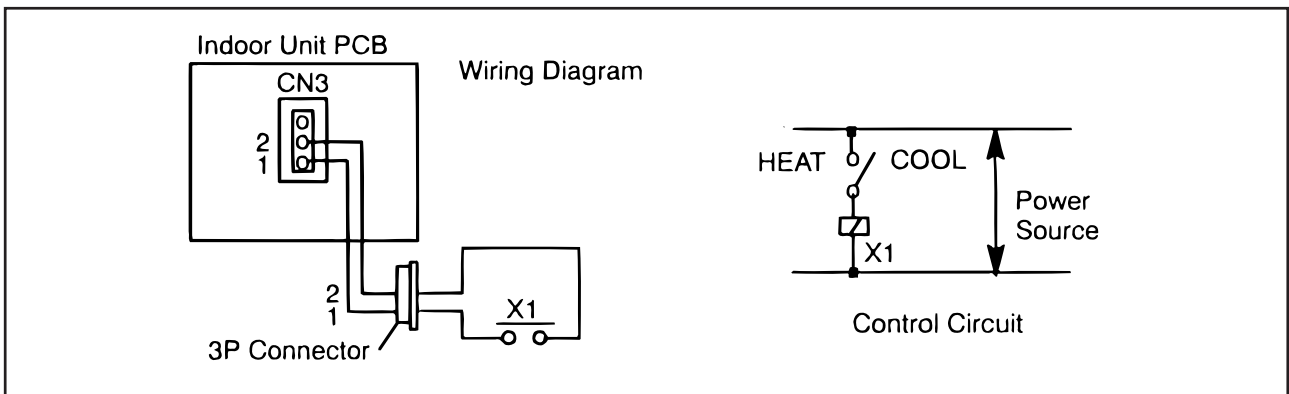 Indoor Unit PCB
Wiring Diagram
CN3
2
1
2
1
3P Connector
X1
HEAT
COOL
X1
Power
Source
Control Circuit